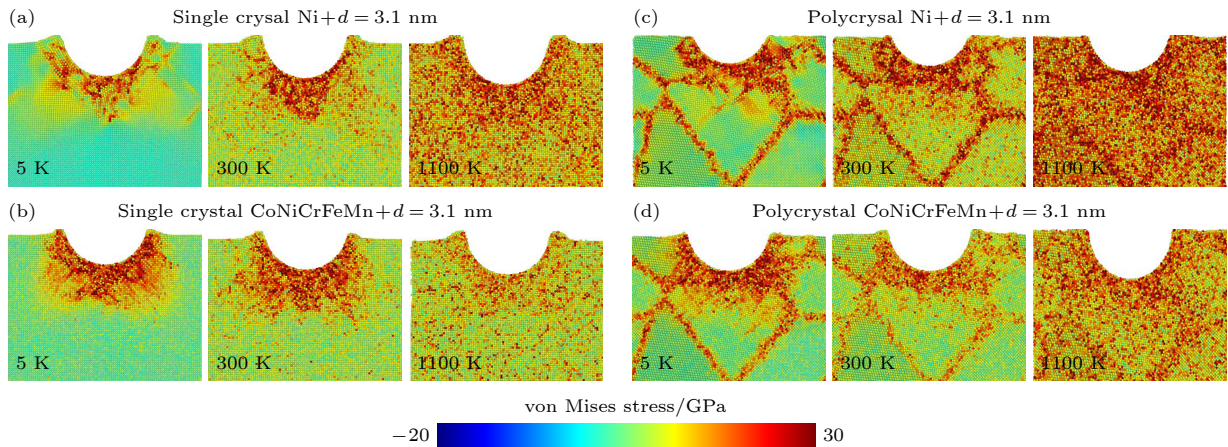 (a) Single crysal Ni+d = 3.1 nm
5 K 300 K 1100 K
(c) Polycrysal Ni+d = 3.1 nm
5 K 300 K 1100 K
(b) Single crystal CoNiCrFeMn+d = 3.1 nm
5 K 300 K 1100 K
(d) Polycrystal CoNiCrFeMn+d = 3.1 nm
5 K 300 K 1100 K
von Mises stress/GPa
−20 30